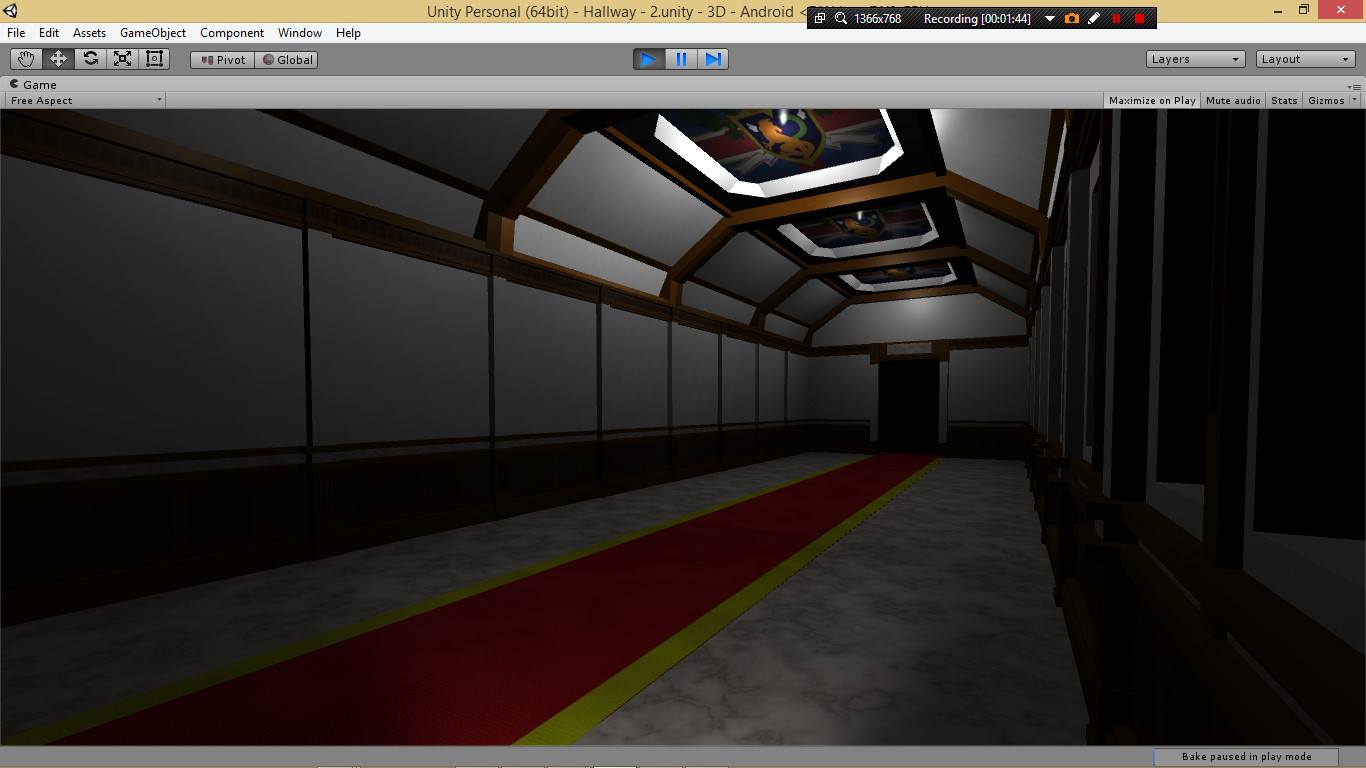 Unity Personal (64bit) - Hallway - 2.unity - 3D - Android
1366x768 Recording [00:01:44]
File Edit Assets GameObject Component Window Help
Pivot Global Layers Layout
Game
Free Aspect Maximize on Play Mute audio Stats Gizmos
Bake paused in play mode